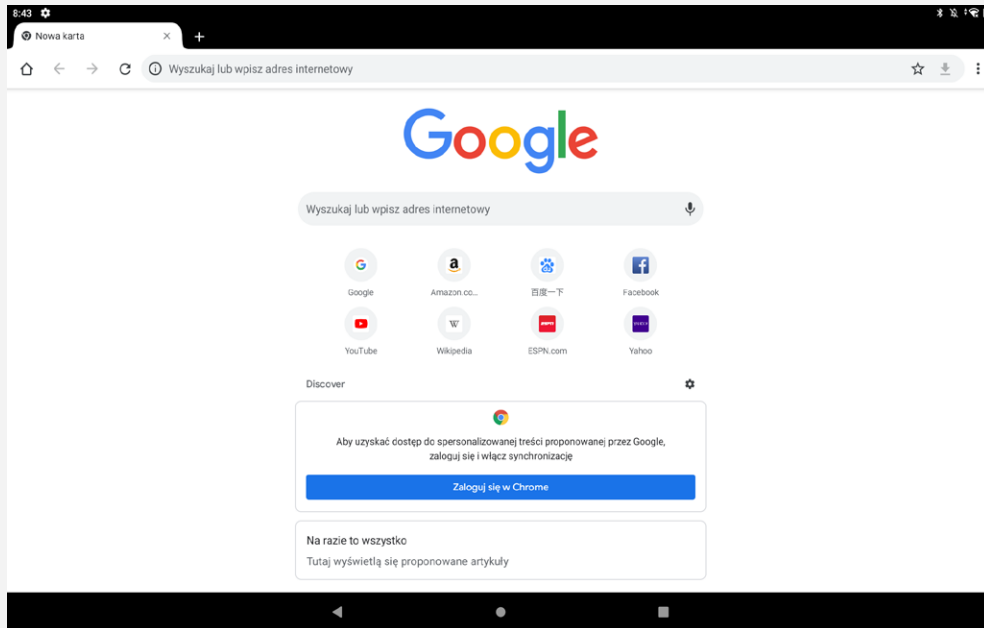 8:43
Nowa karta
Wyszukaj lub wpisz adres internetowy
Google
Wyszukaj lub wpisz adres internetowy
Google
Amazon.co...
百度一下
Facebook
YouTube
Wikipedia
ESPN.com
Yahoo
Discover
Aby uzyskać dostęp do spersonalizowanej treści proponowanej przez Google,
zaloguj się i włącz synchronizację
Zaloguj się w Chrome
Na razie to wszystko
Tutaj wyświetlą się proponowane artykuły